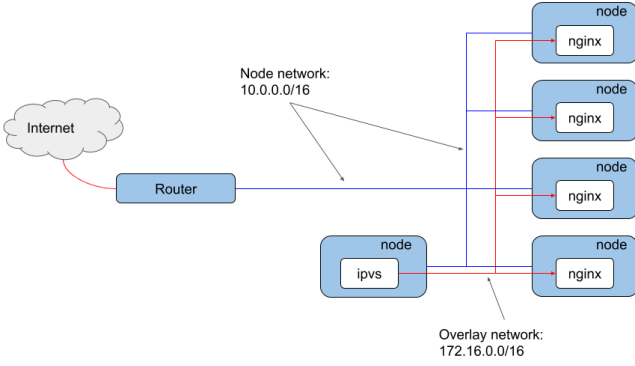 node
nginx
Node network:
10.0.0.0/16
node
nginx
Internet
node
Router
nginx
node
node
ipvs
nginx
Overlay network:
172.16.0.0/16